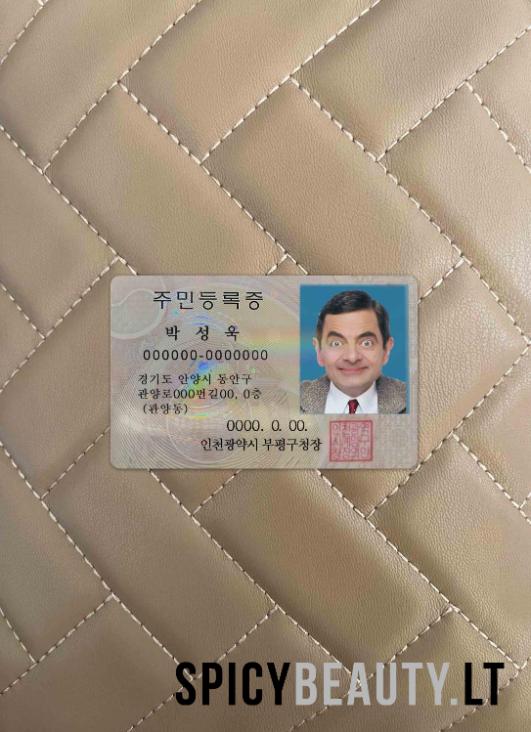 주민등록증
박 성 욱
000000-0000000
경기도 안양시 동안구
관양로000번길00, 0층
(관양동)
0000. 0. 00.
인천광역시 부평구청장
SPICYBEAUTY.LT